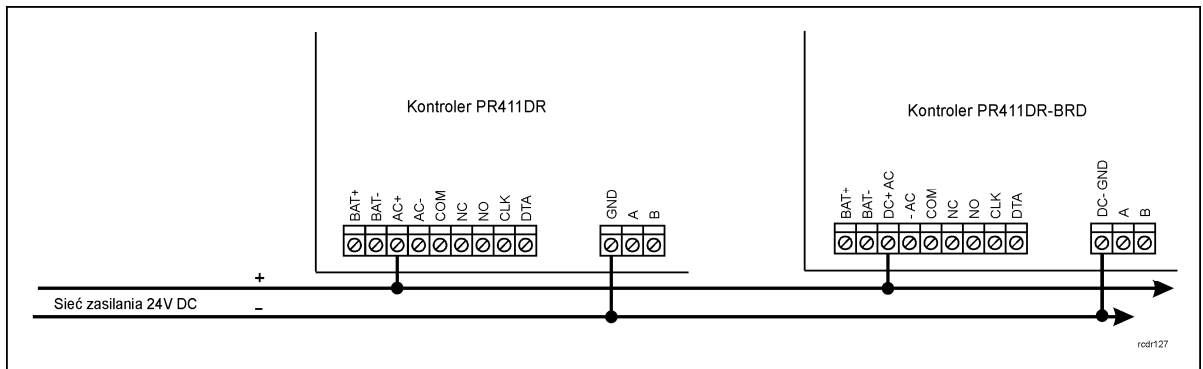 Kontroler PR411DR
BAT+
BAT-
AC+
AC-
COM
NC
NO
CLK
DTA
GND
A
B
Kontroler PR411DR-BRD
BAT+
BAT-
DC+ AC
- AC
COM
NC
NO
CLK
DTA
DC- GND
A
B
+
Sieć zasilania 24V DC
–
rcdr127